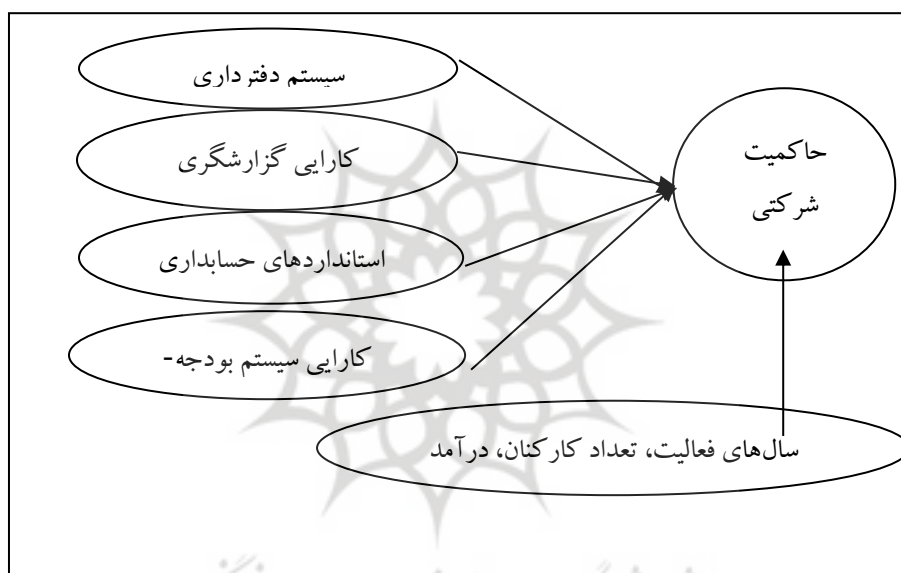 سیستم دفترداری
کارایی گزارشگری
استانداردهای حسابداری
کارایی سیستم بودجه-
حاکمیت
شرکتی
سال‌های فعالیت، تعداد کارکنان، درآمد